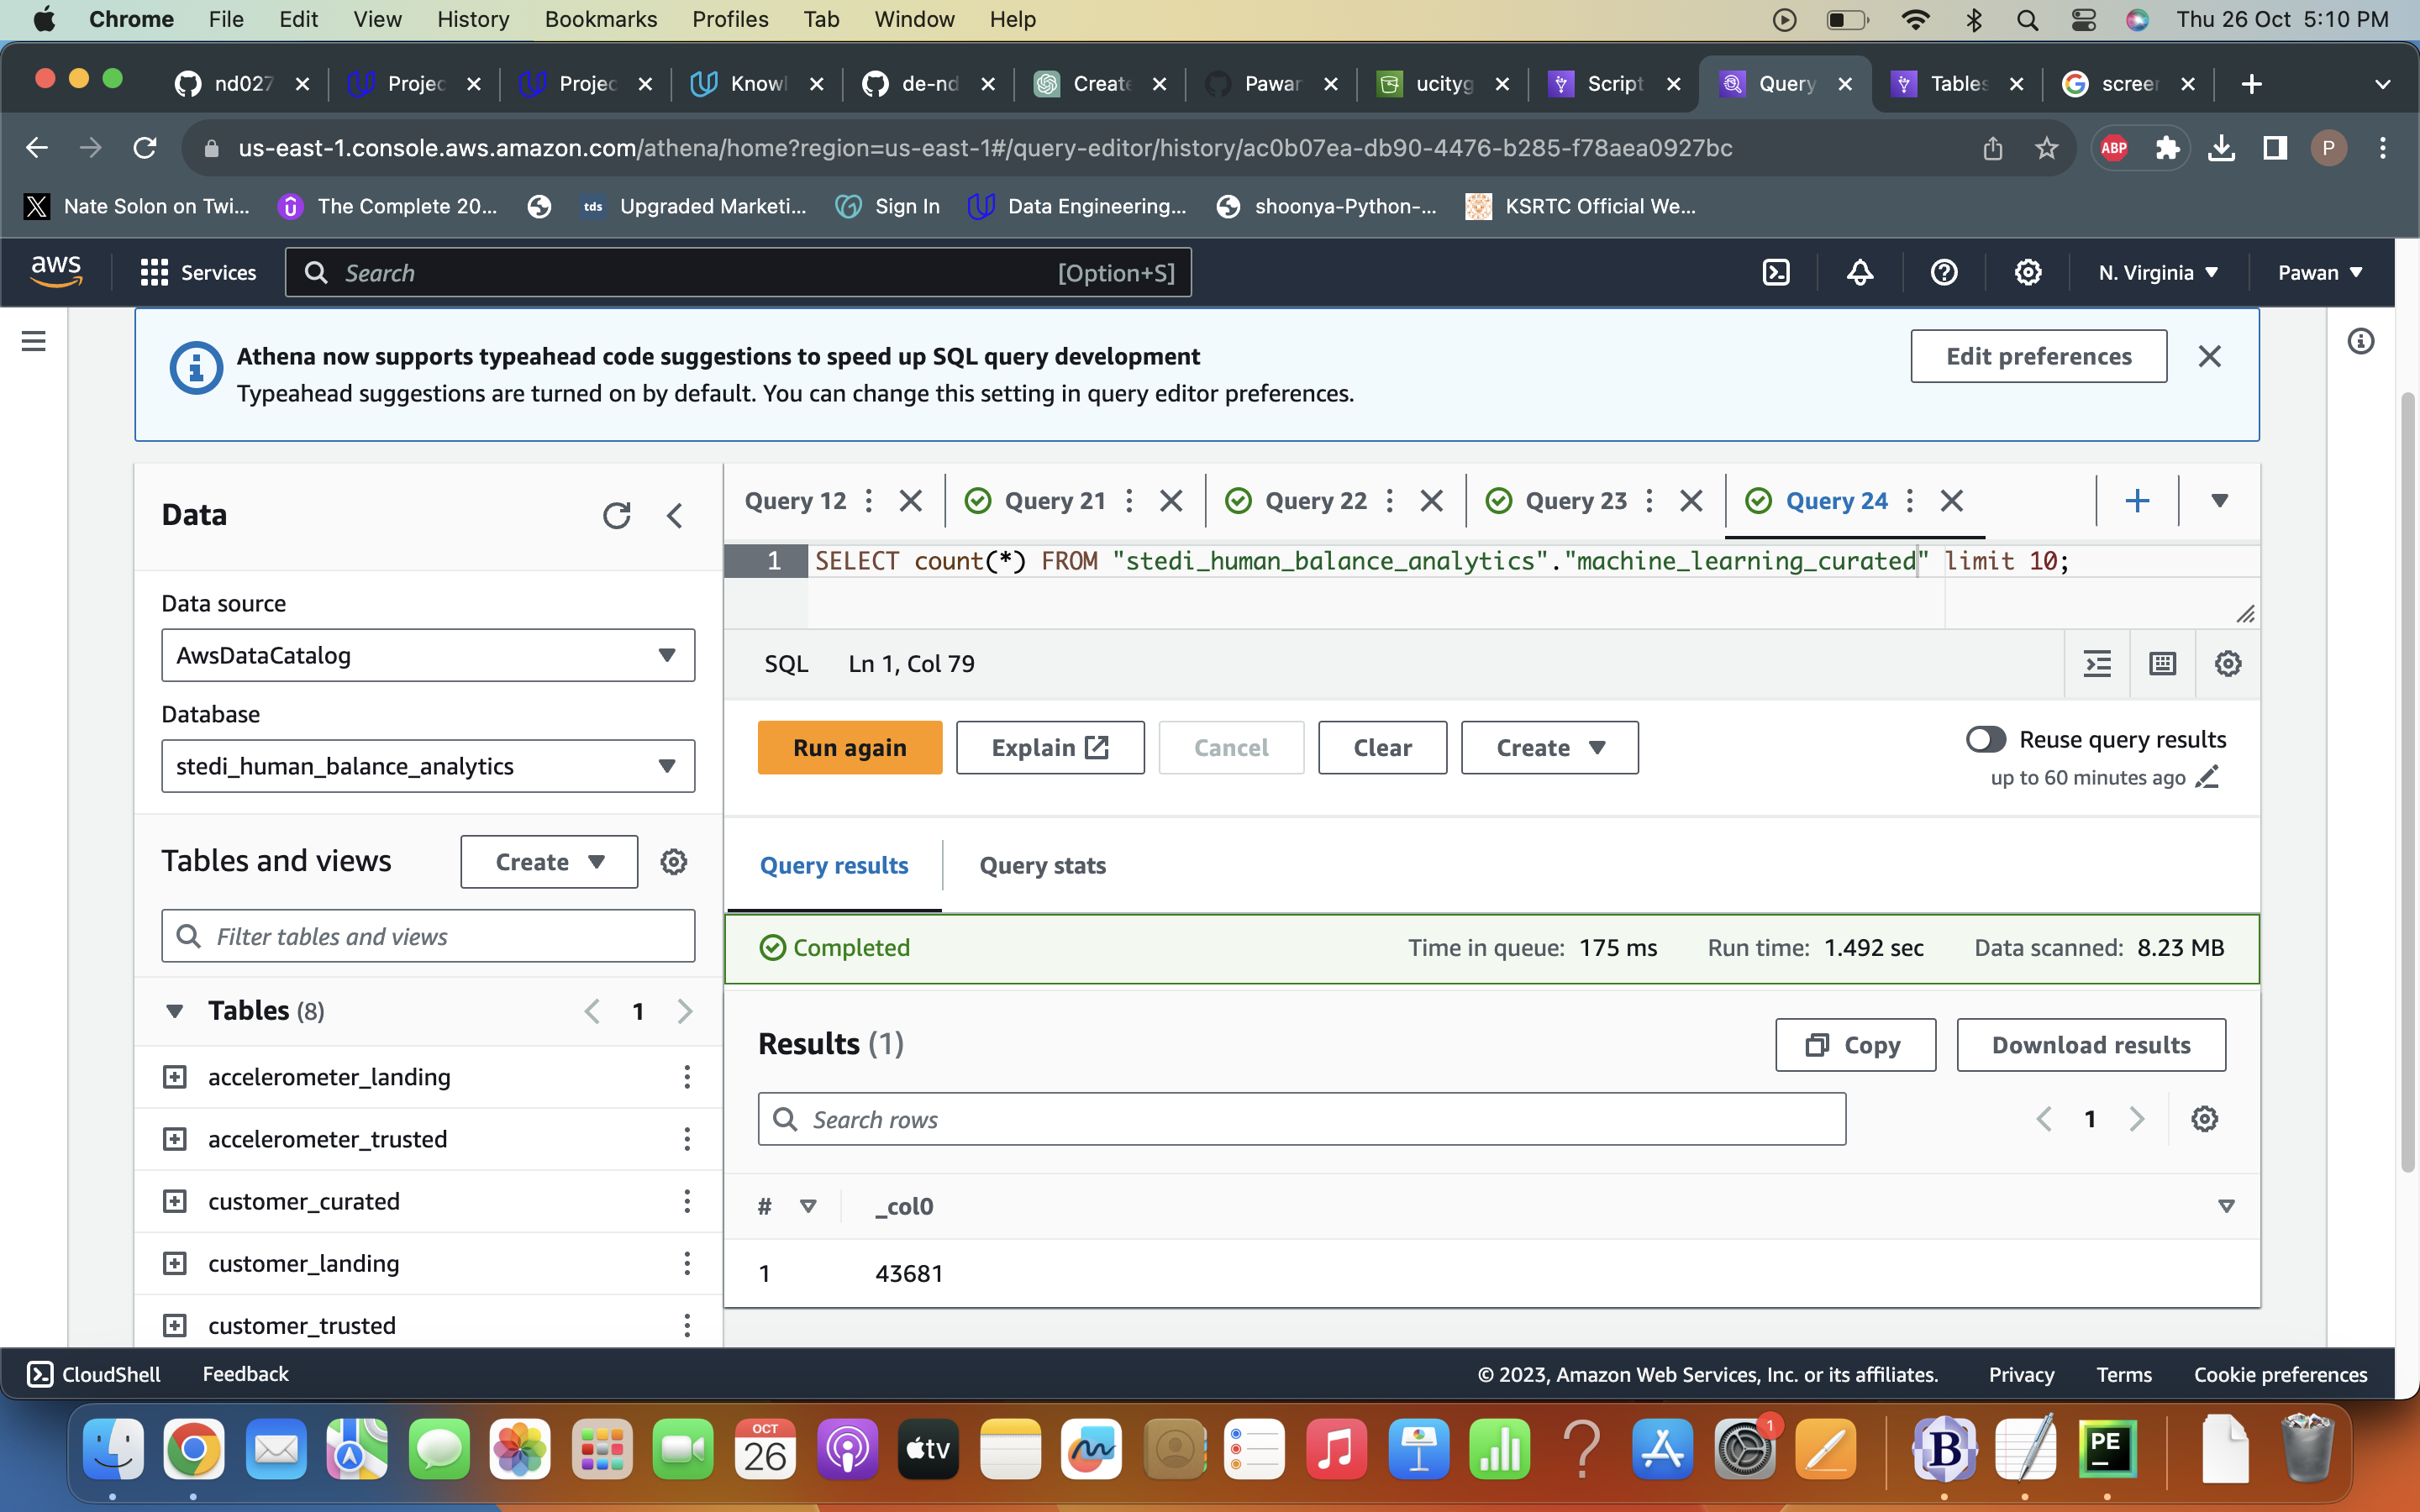 Chrome File Edit View History Bookmarks Profiles Tab Window Help Thu 26 Oct 5:10 PM
nd027 Projec Projec Knowl de-nd Create Pawan ucityg Script Query Tables screen
us-east-1.console.aws.amazon.com/athena/home?region=us-east-1#/query-editor/history/ac0b07ea-db90-4476-b285-f78aea0927bc ABP P
X Nate Solon on Twi... The Complete 20... tds Upgraded Marketi... Sign In Data Engineering... shoonya-Python-... KSRTC Official We...
aws Services Search [Option+S] N. Virginia Pawan
Athena now supports typeahead code suggestions to speed up SQL query development Edit preferences
Typeahead suggestions are turned on by default. You can change this setting in query editor preferences.
Data
Data source
AwsDataCatalog
Database
stedi_human_balance_analytics
Tables and views Create
Filter tables and views
Tables (8) 1
accelerometer_landing
accelerometer_trusted
customer_curated
customer_landing
customer_trusted
Query 12 Query 21 Query 22 Query 23 Query 24
1 SELECT count(*) FROM "stedi_human_balance_analytics"."machine_learning_curated" limit 10;
SQL Ln 1, Col 79
Run again Explain Cancel Clear Create Reuse query results
up to 60 minutes ago
Query results Query stats
Completed Time in queue: 175 ms Run time: 1.492 sec Data scanned: 8.23 MB
Results (1) Copy Download results
Search rows 1
# _col0
1 43681
CloudShell Feedback © 2023, Amazon Web Services, Inc. or its affiliates. Privacy Terms Cookie preferences
OCT
26
tv
1
B
PE